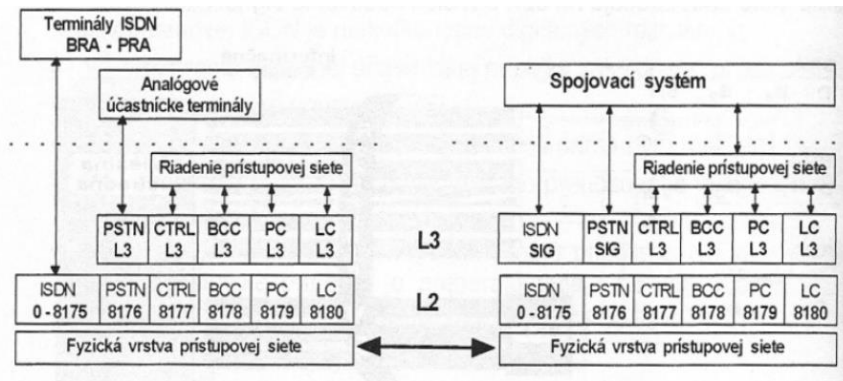 Terminály ISDN
BRA - PRA
Analógové
účastnícke terminály
Spojovací systém
Riadenie prístupovej siete
Riadenie prístupovej siete
PSTN CTRL BCC PC LC
L3 L3 L3 L3 L3
L3
ISDN PSTN CTRL BCC PC LC
SIG SIG L3 L3 L3 L3
ISDN PSTN CTRL BCC PC LC
0 - 8175 8176 8177 8178 8179 8180
L2
ISDN PSTN CTRL BCC PC LC
0 - 8175 8176 8177 8178 8179 8180
Fyzická vrstva prístupovej siete
Fyzická vrstva prístupovej siete